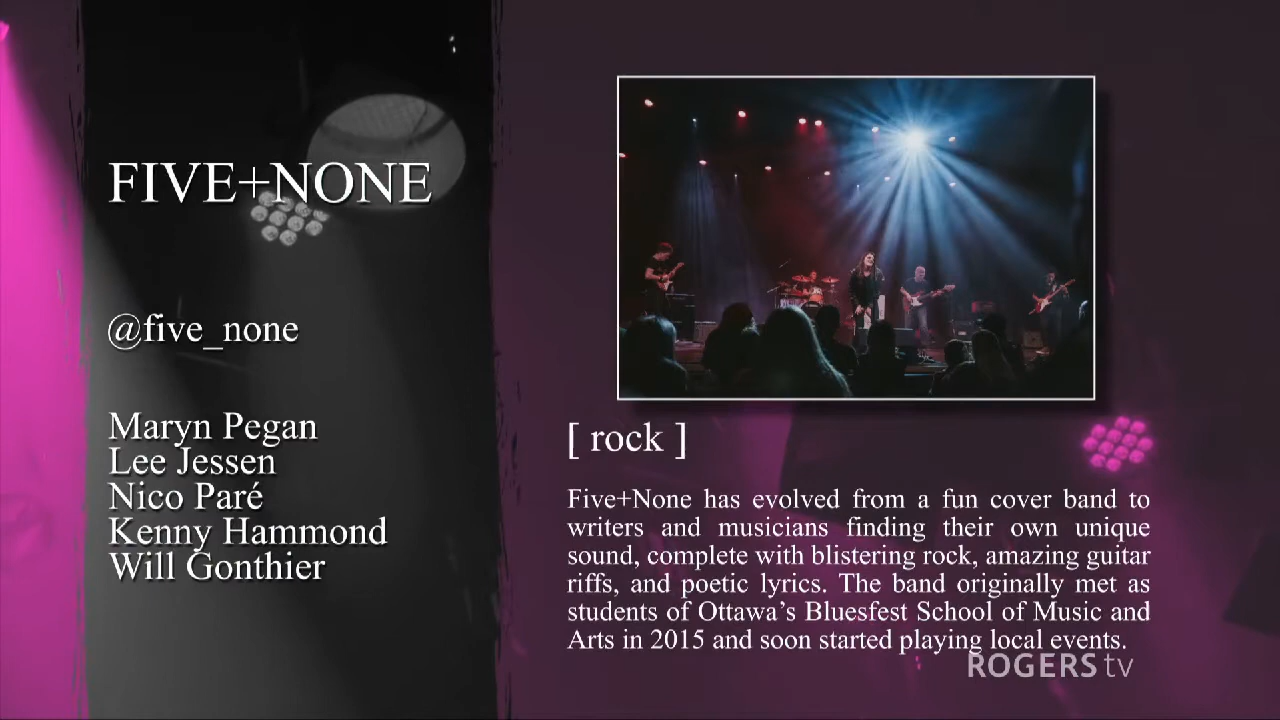 FIVE+NONE
@five_none
Maryn Pegan
Lee Jessen
Nico Paré
Kenny Hammond
Will Gonthier
[ rock ]
Five+None has evolved from a fun cover band to
writers and musicians finding their own unique
sound, complete with blistering rock, amazing guitar
riffs, and poetic lyrics. The band originally met as
students of Ottawa’s Bluesfest School of Music and
Arts in 2015 and soon started playing local events.
ROGERS tv